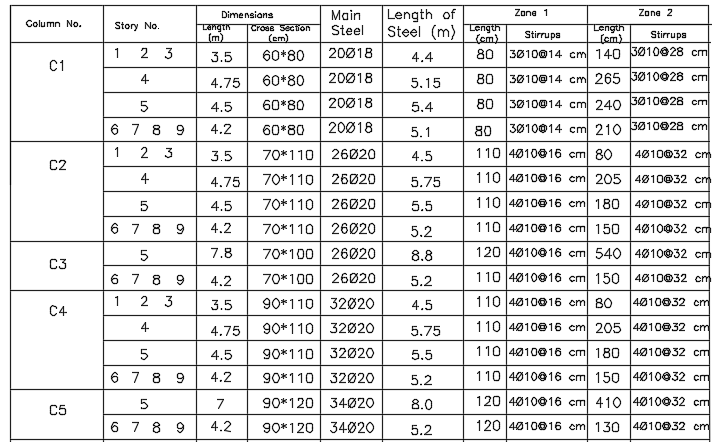 Column No. Story No. Dimensions Main Steel Length of Steel (m) Zone 1 Zone 2
Length (m) Cross Section (cm) Length (cm) Stirrups Length (cm) Stirrups
C1 1 2 3 3.5 60*80 20Ø18 4.4 80 3Ø10@14 cm 140 3Ø10@28 cm
4 4.75 60*80 20Ø18 5.15 80 3Ø10@14 cm 265 3Ø10@28 cm
5 4.5 60*80 20Ø18 5.4 80 3Ø10@14 cm 240 3Ø10@28 cm
6 7 8 9 4.2 60*80 20Ø18 5.1 80 3Ø10@14 cm 210 3Ø10@28 cm
C2 1 2 3 3.5 70*110 26Ø20 4.5 110 4Ø10@16 cm 80 4Ø10@32 cm
4 4.75 70*110 26Ø20 5.75 110 4Ø10@16 cm 205 4Ø10@32 cm
5 4.5 70*110 26Ø20 5.5 110 4Ø10@16 cm 180 4Ø10@32 cm
6 7 8 9 4.2 70*110 26Ø20 5.2 110 4Ø10@16 cm 150 4Ø10@32 cm
C3 5 7.8 70*100 26Ø20 8.8 120 4Ø10@16 cm 540 4Ø10@32 cm
6 7 8 9 4.2 70*100 26Ø20 5.2 110 4Ø10@16 cm 150 4Ø10@32 cm
C4 1 2 3 3.5 90*110 32Ø20 4.5 110 4Ø10@16 cm 80 4Ø10@32 cm
4 4.75 90*110 32Ø20 5.75 110 4Ø10@16 cm 205 4Ø10@32 cm
5 4.5 90*110 32Ø20 5.5 110 4Ø10@16 cm 180 4Ø10@32 cm
6 7 8 9 4.2 90*110 32Ø20 5.2 110 4Ø10@16 cm 150 4Ø10@32 cm
C5 5 7 90*120 34Ø20 8.0 120 4Ø10@16 cm 410 4Ø10@32 cm
6 7 8 9 4.2 90*120 34Ø20 5.2 120 4Ø10@16 cm 130 4Ø10@32 cm